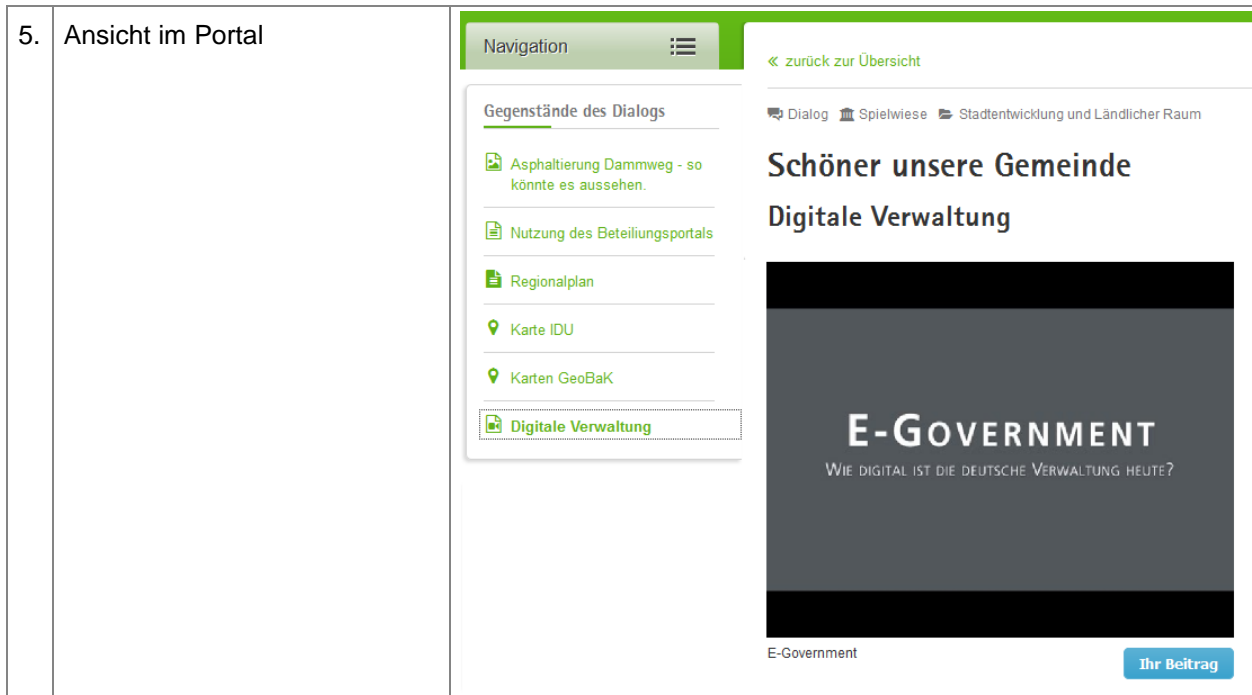 5.
Ansicht im Portal
Navigation
Gegenstände des Dialogs
Asphaltierung Dammweg - so
könnte es aussehen.
Nutzung des Beteiliungsportals
Regionalplan
Karte IDU
Karten GeoBaK
Digitale Verwaltung
« zurück zur Übersicht
Dialog Spielwiese Stadtentwicklung und Ländlicher Raum
Schöner unsere Gemeinde
Digitale Verwaltung
E-GOVERNMENT
WIE DIGITAL IST DIE DEUTSCHE VERWALTUNG HEUTE?
E-Government
Ihr Beitrag